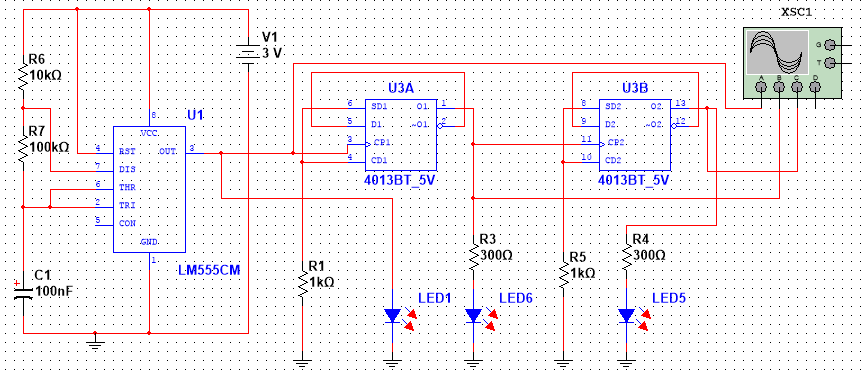 XSC1
G
T
A B C D
V1
3 V
R6
10kΩ
R7
100kΩ
C1
100nF
U1
8
VCC
4 RST OUT 3
7 DIS
6 THR
2 TRI
5 CON
GND
1
LM555CM
U3A
6 SD1 O1 1
5 D1 ~O1 2
3 CP1
4 CD1
4013BT_5V
U3B
8 SD2 O2 13
9 D2 ~O2 12
11 CP2
10 CD2
4013BT_5V
R1
1kΩ
R3
300Ω
R5
1kΩ
R4
300Ω
LED1
LED6
LED5